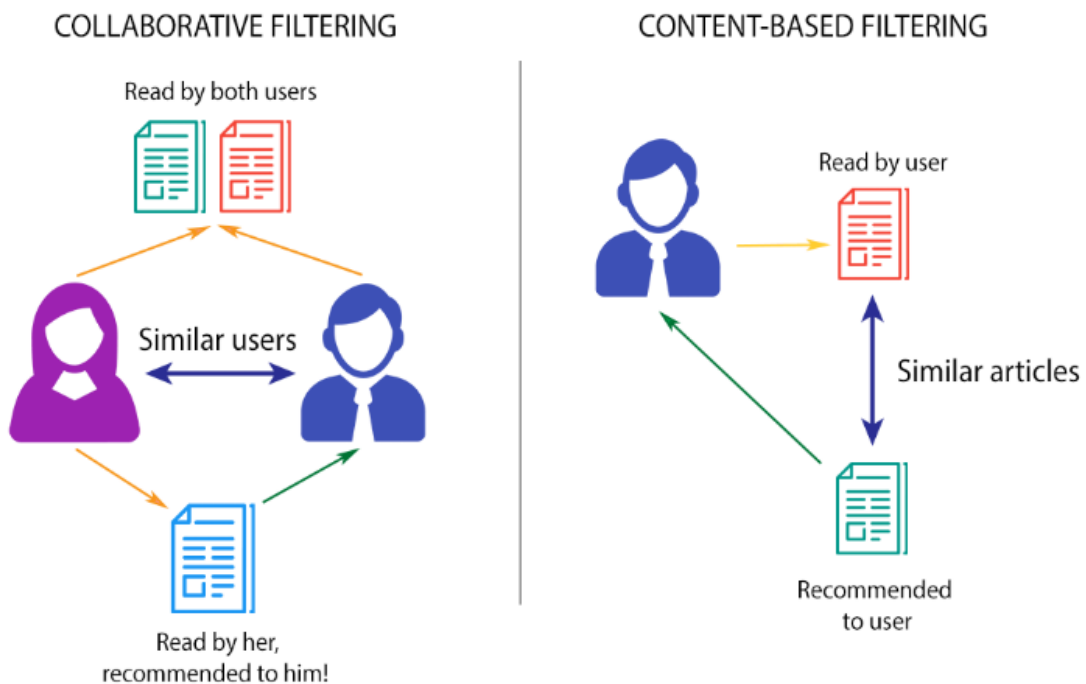 COLLABORATIVE FILTERING
Read by both users
Similar users
Read by her,
recommended to him!
CONTENT-BASED FILTERING
Read by user
Similar articles
Recommended
to user